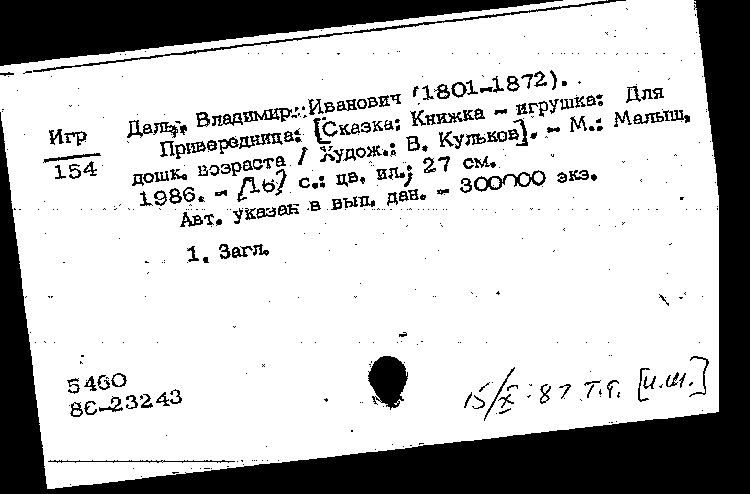 Игр
154
Даль, Владимир Иванович (1801-1872).
Привередница: [Сказка: Книжка - игрушка: Для
дошк. возраста / Худож.: В. Кульков]. - М.: Малыш,
1986. - [16] с.: цв. ил.; 27 см.
Авт. указан в вып. дан. - 300000 экз.
1. Загл.
5460
86-23243
15/X-87 Т.Я. [И.Ш.]